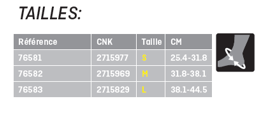 TAILLES:
Référence CNK Taille CM
76581 2715977 S 25.4-31.8
76582 2715969 M 31.8-38.1
76583 2715829 L 38.1-44.5